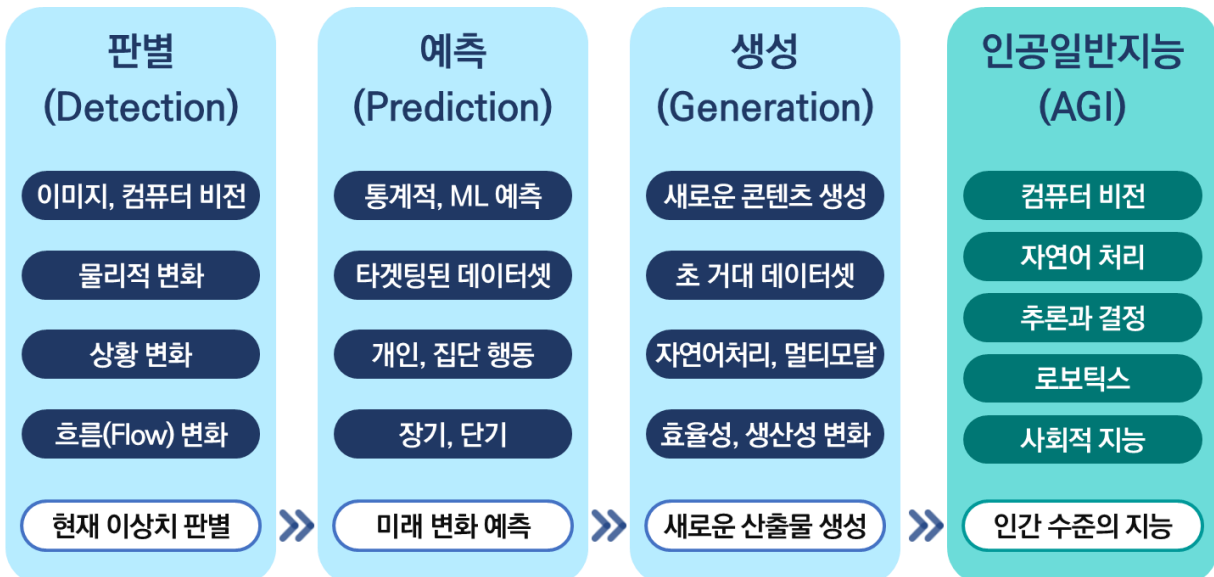 판별
(Detection)
이미지, 컴퓨터 비전
물리적 변화
상황 변화
흐름(Flow) 변화
현재 이상치 판별
예측
(Prediction)
통계적, ML 예측
타겟팅된 데이터셋
개인, 집단 행동
장기, 단기
미래 변화 예측
생성
(Generation)
새로운 콘텐츠 생성
초 거대 데이터셋
자연어처리, 멀티모달
효율성, 생산성 변화
새로운 산출물 생성
인공일반지능
(AGI)
컴퓨터 비전
자연어 처리
추론과 결정
로보틱스
사회적 지능
인간 수준의 지능